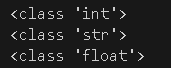 <class 'int'>
<class 'str'>
<class 'float'>